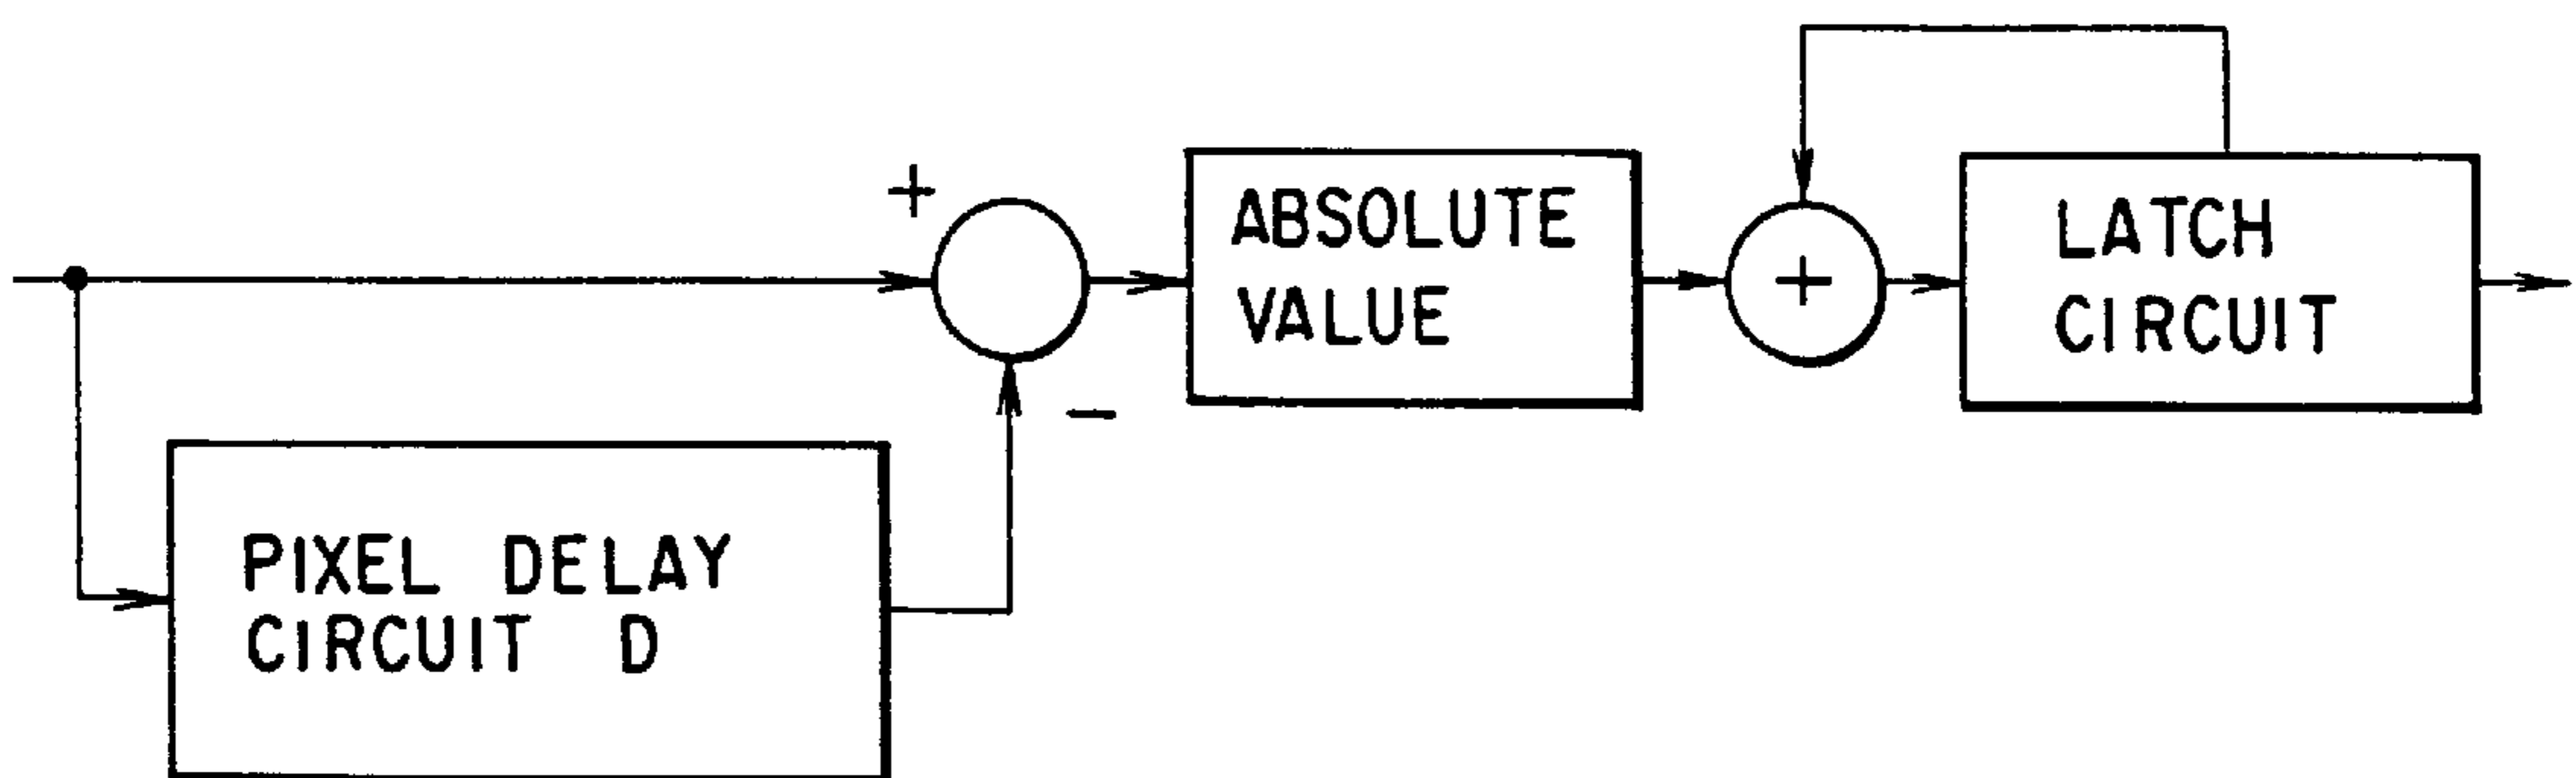 +
ABSOLUTE
VALUE
+
LATCH
CIRCUIT
−
PIXEL DELAY
CIRCUIT D